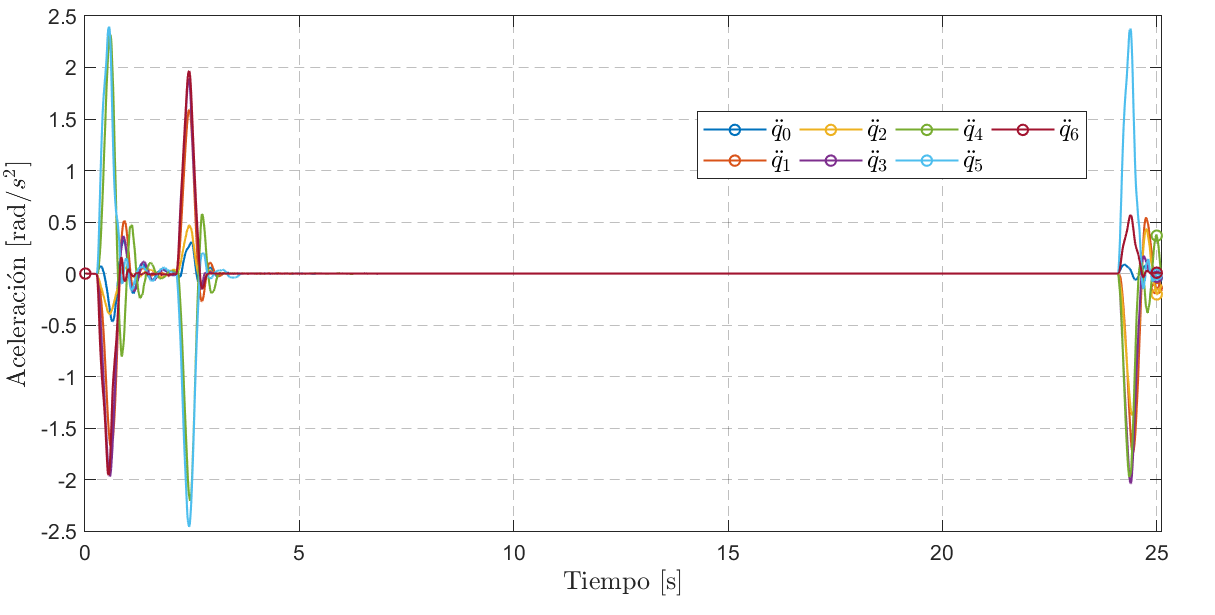 2.5
2
1.5
1
0.5
0
-0.5
-1
-1.5
-2
-2.5
Aceleración [rad/s²]
q̈₀ q̈₂ q̈₄ q̈₆
q̈₁ q̈₃ q̈₅
0 5 10 15 20 25
Tiempo [s]